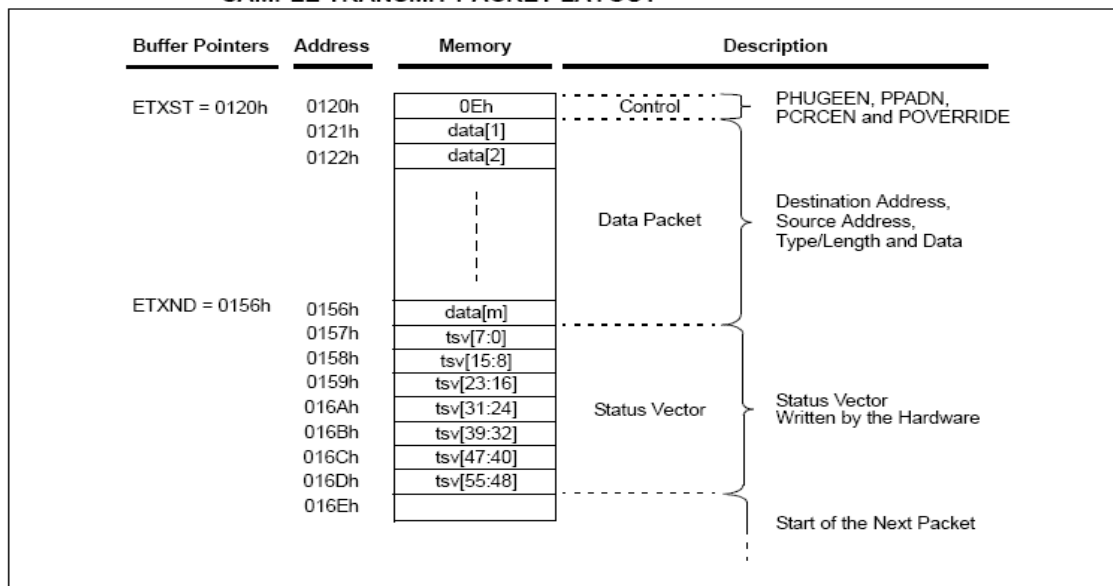 SAMPLE TRANSMIT PACKET LAYOUT
Buffer Pointers Address Memory Description
ETXST = 0120h 0120h 0Eh Control PHUGEEN, PPADN,
PCRCEN and POVERRIDE
0121h data[1]
0122h data[2]
Data Packet Destination Address,
Source Address,
Type/Length and Data
ETXND = 0156h 0156h data[m]
0157h tsv[7:0]
0158h tsv[15:8]
0159h tsv[23:16]
016Ah tsv[31:24] Status Vector Status Vector
Written by the Hardware
016Bh tsv[39:32]
016Ch tsv[47:40]
016Dh tsv[55:48]
016Eh
Start of the Next Packet